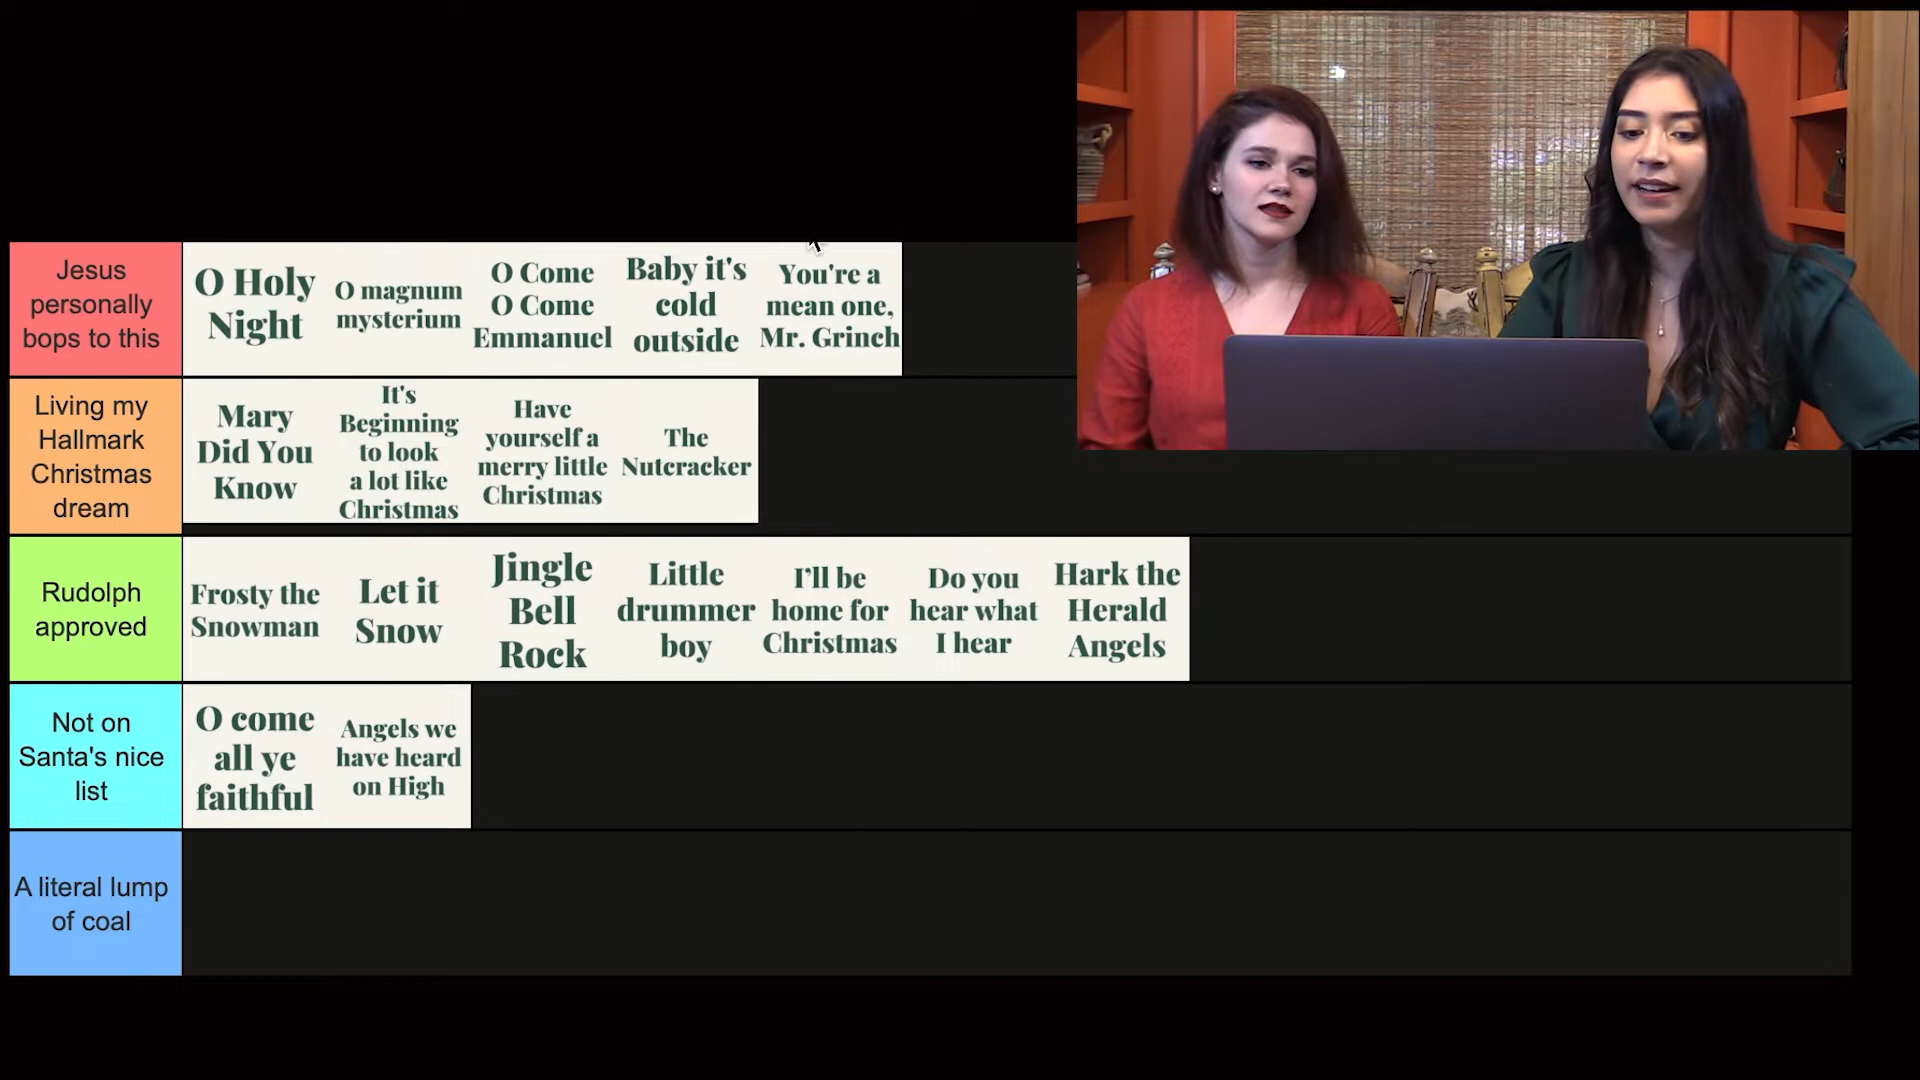 Jesus
personally
bops to this
O Holy
Night
O magnum
mysterium
O Come
O Come
Emmanuel
Baby it's
cold
outside
You're a
mean one,
Mr. Grinch
Living my
Hallmark
Christmas
dream
Mary
Did You
Know
It's
Beginning
to look
a lot like
Christmas
Have
yourself a
merry little
Christmas
The
Nutcracker
Rudolph
approved
Frosty the
Snowman
Let it
Snow
Jingle
Bell
Rock
Little
drummer
boy
I’ll be
home for
Christmas
Do you
hear what
I hear
Hark the
Herald
Angels
Not on
Santa's nice
list
O come
all ye
faithful
Angels we
have heard
on High
A literal lump
of coal